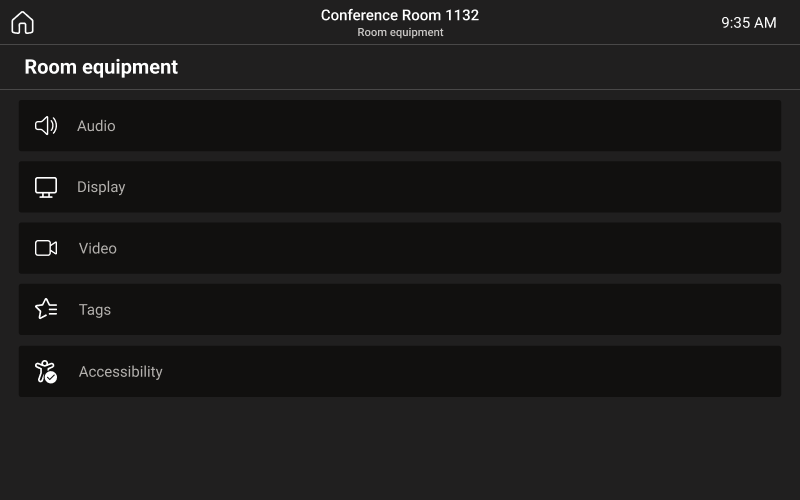 Conference Room 1132
Room equipment
9:35 AM
Room equipment
Audio
Display
Video
Tags
Accessibility